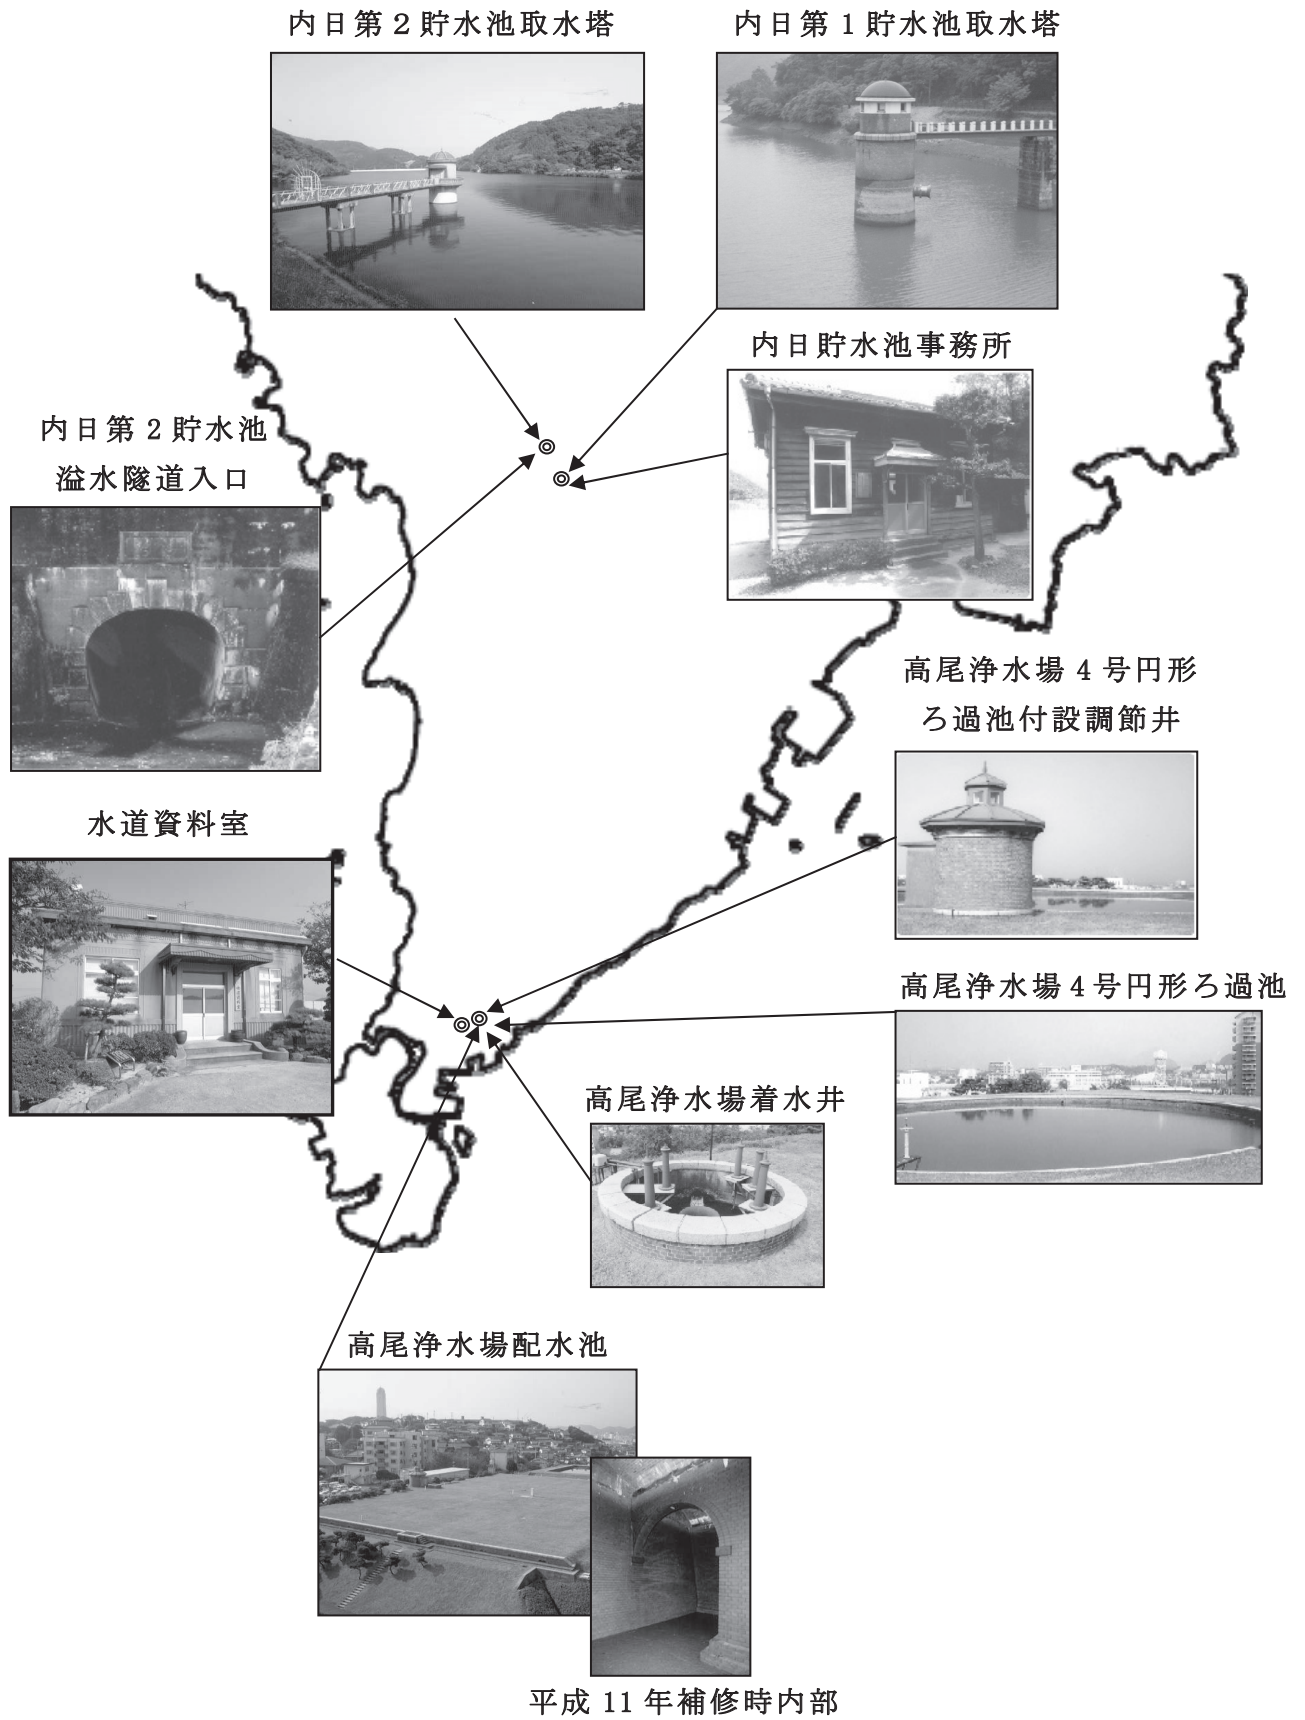 内日第２貯水池取水塔
内日第１貯水池取水塔
内日貯水池事務所
内日第２貯水池
溢水隧道入口
高尾浄水場４号円形
ろ過池付設調節井
水道資料室
高尾浄水場４号円形ろ過池
高尾浄水場着水井
高尾浄水場配水池
平成 11 年補修時内部